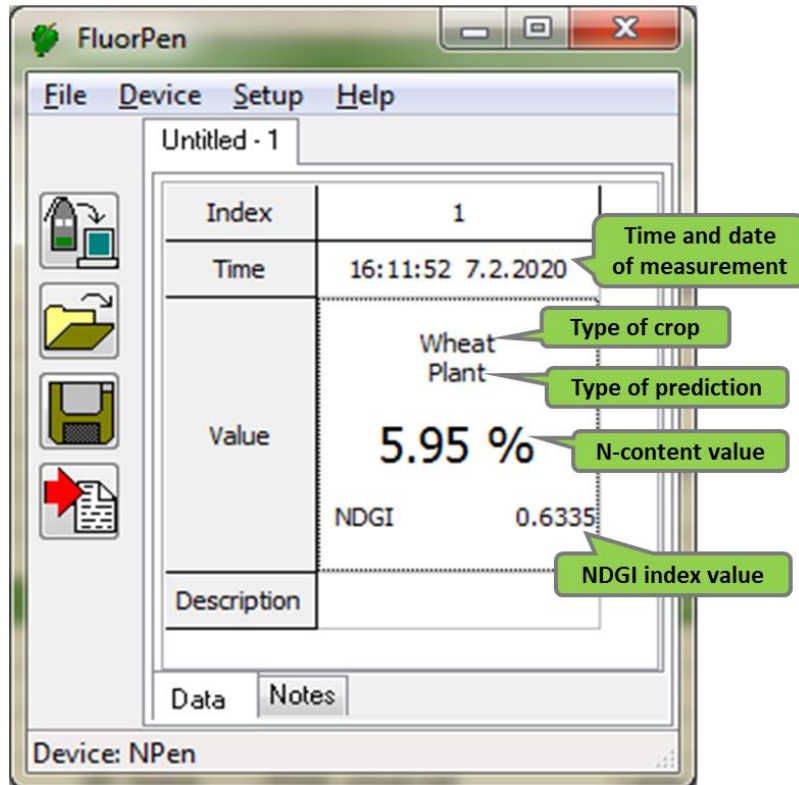 FluorPen
File Device Setup Help
Untitled - 1
Index 1
Time 16:11:52 7.2.2020
Time and date
of measurement
Value
Wheat
Type of crop
Plant
Type of prediction
5.95 %
N-content value
NDGI 0.6335
NDGI index value
Description
Data Notes
Device: NPen